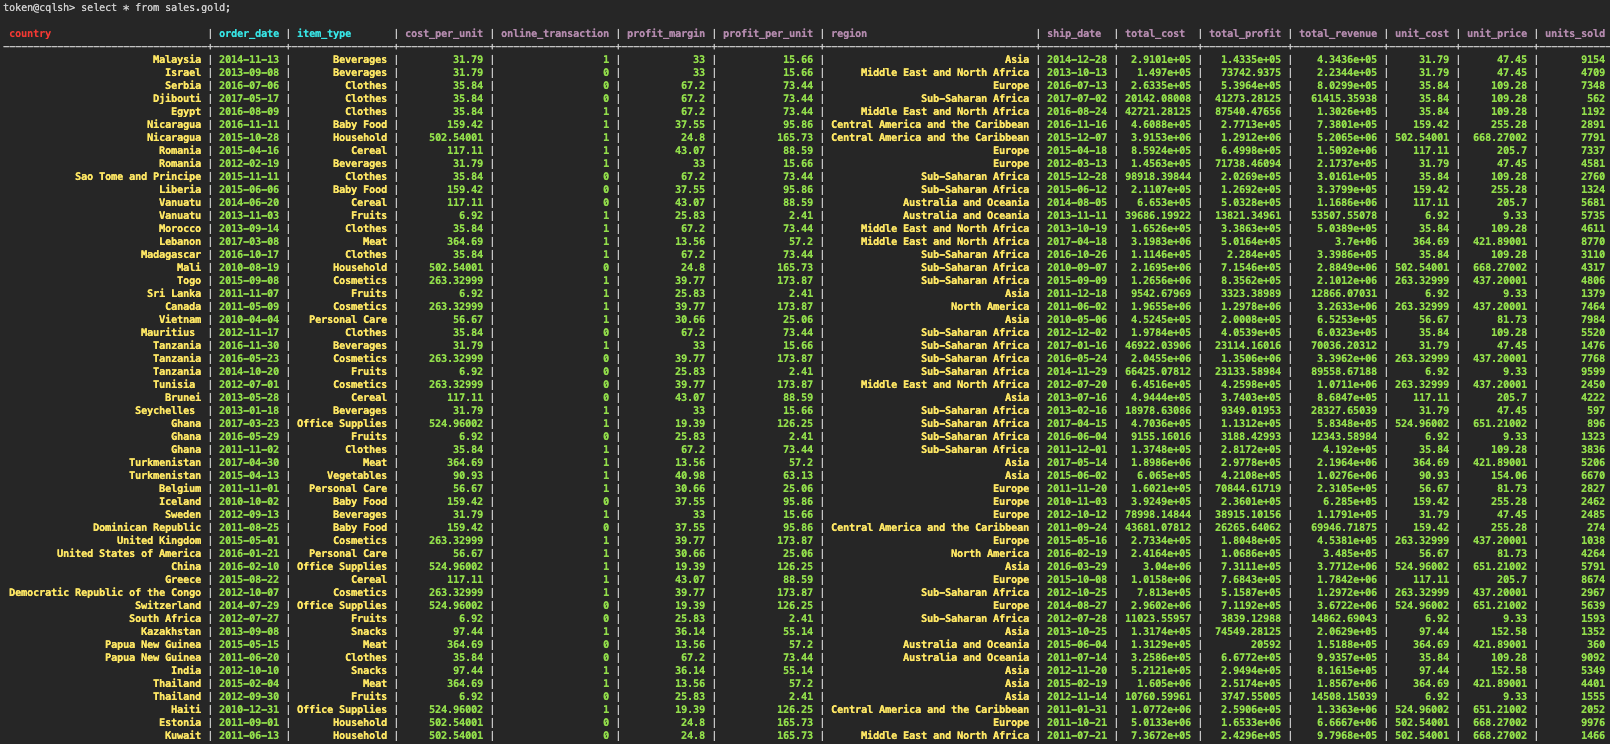 token@cqlsh> select * from sales.gold;
country | order_date | item_type | cost_per_unit | online_transaction | profit_margin | profit_per_unit | region | ship_date | total_cost | total_profit | total_revenue | unit_cost | unit_price | units_sold
Malaysia | 2014-11-13 | Beverages | 31.79 | 1 | 33 | 15.66 | Asia | 2014-12-28 | 2.9101e+05 | 1.4335e+05 | 4.3436e+05 | 31.79 | 47.45 | 9154
Israel | 2013-09-08 | Beverages | 31.79 | 0 | 33 | 15.66 | Middle East and North Africa | 2013-10-13 | 1.497e+05 | 73742.9375 | 2.2344e+05 | 31.79 | 47.45 | 4709
Serbia | 2016-07-06 | Clothes | 35.84 | 0 | 67.2 | 73.44 | Europe | 2016-07-13 | 2.6335e+05 | 5.3964e+05 | 8.0299e+05 | 35.84 | 109.28 | 7348
Djibouti | 2017-05-17 | Clothes | 35.84 | 0 | 67.2 | 73.44 | Sub-Saharan Africa | 2017-07-02 | 20142.08008 | 41273.28125 | 61415.35938 | 35.84 | 109.28 | 562
Egypt | 2016-08-09 | Clothes | 35.84 | 1 | 67.2 | 73.44 | Middle East and North Africa | 2016-08-24 | 42721.28125 | 87540.47656 | 1.3026e+05 | 35.84 | 109.28 | 1192
Nicaragua | 2016-11-11 | Baby Food | 159.42 | 1 | 37.55 | 95.86 | Central America and the Caribbean | 2016-11-16 | 4.6088e+05 | 2.7713e+05 | 7.3801e+05 | 159.42 | 255.28 | 2891
Nicaragua | 2015-10-28 | Household | 502.54001 | 1 | 24.8 | 165.73 | Central America and the Caribbean | 2015-12-07 | 3.9153e+06 | 1.2912e+06 | 5.2065e+06 | 502.54001 | 668.27002 | 7791
Romania | 2015-04-16 | Cereal | 117.11 | 0 | 43.07 | 88.59 | Europe | 2015-04-18 | 8.5924e+05 | 6.4998e+05 | 1.5092e+06 | 117.11 | 205.7 | 7337
Romania | 2012-02-19 | Beverages | 31.79 | 1 | 33 | 15.66 | Europe | 2012-03-13 | 1.4563e+05 | 71738.46094 | 2.1737e+05 | 31.79 | 47.45 | 4581
Sao Tome and Principe | 2015-11-11 | Clothes | 35.84 | 0 | 67.2 | 73.44 | Sub-Saharan Africa | 2015-12-28 | 98918.39844 | 2.0269e+05 | 3.0161e+05 | 35.84 | 109.28 | 2760
Liberia | 2015-06-06 | Baby Food | 159.42 | 0 | 37.55 | 95.86 | Sub-Saharan Africa | 2015-06-12 | 2.1107e+05 | 1.2692e+05 | 3.3799e+05 | 159.42 | 255.28 | 1324
Vanuatu | 2014-06-20 | Cereal | 117.11 | 0 | 43.07 | 88.59 | Australia and Oceania | 2014-08-05 | 6.653e+05 | 5.0328e+05 | 1.1686e+06 | 117.11 | 205.7 | 5681
Vanuatu | 2013-11-03 | Fruits | 6.92 | 1 | 25.83 | 2.41 | Australia and Oceania | 2013-11-11 | 39686.19922 | 13821.34961 | 53507.55078 | 6.92 | 9.33 | 5735
Morocco | 2013-09-14 | Clothes | 35.84 | 0 | 67.2 | 73.44 | Middle East and North Africa | 2013-10-19 | 1.6526e+05 | 3.3863e+05 | 5.0389e+05 | 35.84 | 109.28 | 4611
Lebanon | 2017-03-08 | Meat | 364.69 | 1 | 13.56 | 57.2 | Middle East and North Africa | 2017-04-18 | 3.1983e+06 | 5.0164e+05 | 3.7e+06 | 364.69 | 421.89001 | 8770
Madagascar | 2016-10-17 | Clothes | 35.84 | 1 | 67.2 | 73.44 | Sub-Saharan Africa | 2016-10-26 | 1.1146e+05 | 2.284e+05 | 3.3986e+05 | 35.84 | 109.28 | 3110
Mali | 2010-08-19 | Household | 502.54001 | 0 | 24.8 | 165.73 | Sub-Saharan Africa | 2010-09-07 | 2.1695e+06 | 7.1546e+05 | 2.8849e+06 | 502.54001 | 668.27002 | 4317
Togo | 2015-09-08 | Cosmetics | 263.32999 | 1 | 39.77 | 173.87 | Sub-Saharan Africa | 2015-09-09 | 1.2656e+06 | 8.3562e+05 | 2.1012e+06 | 263.32999 | 437.20001 | 4806
Sri Lanka | 2011-11-07 | Fruits | 6.92 | 1 | 25.83 | 2.41 | Asia | 2011-12-18 | 9542.67969 | 3323.38989 | 12866.07031 | 6.92 | 9.33 | 1379
Canada | 2011-05-09 | Cosmetics | 263.32999 | 1 | 39.77 | 173.87 | North America | 2011-06-02 | 1.9655e+06 | 1.2978e+06 | 3.2633e+06 | 263.32999 | 437.20001 | 7464
Vietnam | 2010-04-04 | Personal Care | 56.67 | 1 | 30.66 | 25.06 | Asia | 2010-05-06 | 4.5245e+05 | 2.0008e+05 | 6.5253e+05 | 56.67 | 81.73 | 7984
Mauritius | 2012-11-17 | Clothes | 35.84 | 0 | 67.2 | 73.44 | Sub-Saharan Africa | 2012-12-02 | 1.9784e+05 | 4.0539e+05 | 6.0323e+05 | 35.84 | 109.28 | 5520
Tanzania | 2016-11-30 | Beverages | 31.79 | 1 | 33 | 15.66 | Sub-Saharan Africa | 2017-01-16 | 46922.03906 | 23114.16016 | 70036.20312 | 31.79 | 47.45 | 1476
Tanzania | 2016-05-23 | Cosmetics | 263.32999 | 0 | 39.77 | 173.87 | Sub-Saharan Africa | 2016-05-24 | 2.0455e+06 | 1.3506e+06 | 3.3962e+06 | 263.32999 | 437.20001 | 7768
Tanzania | 2014-10-20 | Fruits | 6.92 | 0 | 25.83 | 2.41 | Sub-Saharan Africa | 2014-11-29 | 66425.07812 | 23133.58984 | 89558.67188 | 6.92 | 9.33 | 9599
Tunisia | 2012-07-01 | Cosmetics | 263.32999 | 0 | 39.77 | 173.87 | Middle East and North Africa | 2012-07-20 | 6.4516e+05 | 4.2598e+05 | 1.0711e+06 | 263.32999 | 437.20001 | 2450
Brunei | 2013-05-28 | Cereal | 117.11 | 0 | 43.07 | 88.59 | Asia | 2013-07-16 | 4.9444e+05 | 3.7403e+05 | 8.6847e+05 | 117.11 | 205.7 | 4222
Seychelles | 2013-01-18 | Beverages | 31.79 | 1 | 33 | 15.66 | Sub-Saharan Africa | 2013-02-16 | 18978.63086 | 9349.01953 | 28327.65039 | 31.79 | 47.45 | 597
Ghana | 2017-03-23 | Office Supplies | 524.96002 | 1 | 19.39 | 126.25 | Sub-Saharan Africa | 2017-04-15 | 4.7036e+05 | 1.1312e+05 | 5.8348e+05 | 524.96002 | 651.21002 | 896
Ghana | 2016-05-29 | Fruits | 6.92 | 0 | 25.83 | 2.41 | Sub-Saharan Africa | 2016-06-04 | 9155.16016 | 3188.42993 | 12343.58984 | 6.92 | 9.33 | 1323
Ghana | 2011-11-02 | Clothes | 35.84 | 1 | 67.2 | 73.44 | Sub-Saharan Africa | 2011-12-01 | 1.3748e+05 | 2.8172e+05 | 4.192e+05 | 35.84 | 109.28 | 3836
Turkmenistan | 2017-04-30 | Meat | 364.69 | 1 | 13.56 | 57.2 | Asia | 2017-05-14 | 1.8986e+06 | 2.9778e+05 | 2.1964e+06 | 364.69 | 421.89001 | 5206
Turkmenistan | 2015-04-13 | Vegetables | 90.93 | 1 | 40.98 | 63.13 | Asia | 2015-06-02 | 6.065e+05 | 4.2108e+05 | 1.0276e+06 | 90.93 | 154.06 | 6670
Belgium | 2011-11-01 | Personal Care | 56.67 | 1 | 30.66 | 25.06 | Europe | 2011-11-20 | 1.6021e+05 | 70844.61719 | 2.3105e+05 | 56.67 | 81.73 | 2827
Iceland | 2010-10-02 | Baby Food | 159.42 | 0 | 37.55 | 95.86 | Europe | 2010-11-03 | 3.9249e+05 | 2.3601e+05 | 6.285e+05 | 159.42 | 255.28 | 2462
Sweden | 2012-09-13 | Beverages | 31.79 | 1 | 33 | 15.66 | Europe | 2012-10-12 | 78998.14844 | 38915.10156 | 1.1791e+05 | 31.79 | 47.45 | 2485
Dominican Republic | 2011-08-25 | Baby Food | 159.42 | 0 | 37.55 | 95.86 | Central America and the Caribbean | 2011-09-24 | 43681.07812 | 26265.64062 | 69946.71875 | 159.42 | 255.28 | 274
United Kingdom | 2015-05-01 | Cosmetics | 263.32999 | 1 | 39.77 | 173.87 | Europe | 2015-05-16 | 2.7334e+05 | 1.8048e+05 | 4.5381e+05 | 263.32999 | 437.20001 | 1038
United States of America | 2016-01-21 | Personal Care | 56.67 | 1 | 30.66 | 25.06 | North America | 2016-02-19 | 2.4164e+05 | 1.0686e+05 | 3.485e+05 | 56.67 | 81.73 | 4264
China | 2016-02-10 | Office Supplies | 524.96002 | 1 | 19.39 | 126.25 | Asia | 2016-03-29 | 3.04e+06 | 7.3111e+05 | 3.7712e+06 | 524.96002 | 651.21002 | 5791
Greece | 2015-08-22 | Cereal | 117.11 | 1 | 43.07 | 88.59 | Europe | 2015-10-08 | 1.0158e+06 | 7.6843e+05 | 1.7842e+06 | 117.11 | 205.7 | 8674
Democratic Republic of the Congo | 2012-10-07 | Cosmetics | 263.32999 | 1 | 39.77 | 173.87 | Sub-Saharan Africa | 2012-10-25 | 7.813e+05 | 5.1587e+05 | 1.2972e+06 | 263.32999 | 437.20001 | 2967
Switzerland | 2014-07-29 | Office Supplies | 524.96002 | 0 | 19.39 | 126.25 | Europe | 2014-08-27 | 2.9602e+06 | 7.1192e+05 | 3.6722e+06 | 524.96002 | 651.21002 | 5639
South Africa | 2012-07-27 | Fruits | 6.92 | 0 | 25.83 | 2.41 | Sub-Saharan Africa | 2012-07-28 | 11023.55957 | 3839.12988 | 14862.69043 | 6.92 | 9.33 | 1593
Kazakhstan | 2013-09-08 | Snacks | 97.44 | 1 | 36.14 | 55.14 | Asia | 2013-10-25 | 1.3174e+05 | 74549.28125 | 2.0629e+05 | 97.44 | 152.58 | 1352
Papua New Guinea | 2015-05-15 | Meat | 364.69 | 0 | 13.56 | 57.2 | Australia and Oceania | 2015-06-04 | 1.3129e+05 | 20592 | 1.5188e+05 | 364.69 | 421.89001 | 360
Papua New Guinea | 2011-06-20 | Clothes | 35.84 | 0 | 67.2 | 73.44 | Australia and Oceania | 2011-07-14 | 3.2586e+05 | 6.6772e+05 | 9.9357e+05 | 35.84 | 109.28 | 9092
India | 2012-10-10 | Snacks | 97.44 | 1 | 36.14 | 55.14 | Asia | 2012-11-20 | 5.2121e+05 | 2.9494e+05 | 8.1615e+05 | 97.44 | 152.58 | 5349
Thailand | 2015-02-04 | Meat | 364.69 | 1 | 13.56 | 57.2 | Asia | 2015-02-19 | 1.605e+06 | 2.5174e+05 | 1.8567e+06 | 364.69 | 421.89001 | 4401
Thailand | 2012-09-30 | Fruits | 6.92 | 0 | 25.83 | 2.41 | Asia | 2012-11-14 | 10760.59961 | 3747.55005 | 14508.15039 | 6.92 | 9.33 | 1555
Haiti | 2010-12-31 | Office Supplies | 524.96002 | 1 | 19.39 | 126.25 | Central America and the Caribbean | 2011-01-31 | 1.0772e+06 | 2.5906e+05 | 1.3363e+06 | 524.96002 | 651.21002 | 2052
Estonia | 2011-09-01 | Household | 502.54001 | 0 | 24.8 | 165.73 | Europe | 2011-10-21 | 5.0133e+06 | 1.6533e+06 | 6.6667e+06 | 502.54001 | 668.27002 | 9976
Kuwait | 2011-06-13 | Household | 502.54001 | 0 | 24.8 | 165.73 | Middle East and North Africa | 2011-07-21 | 7.3672e+05 | 2.4296e+05 | 9.7968e+05 | 502.54001 | 668.27002 | 1466